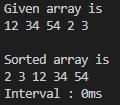 Given array is
12 34 54 2 3
Sorted array is
2 3 12 34 54
Interval : 0ms